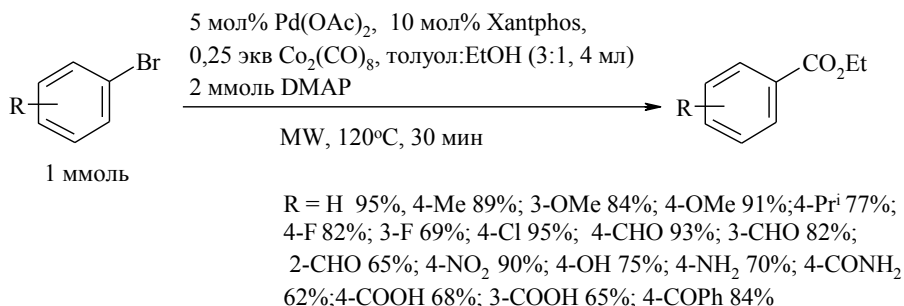 5 мол% Pd(OAc)₂, 10 мол% Xantphos,
0,25 экв Co₂(CO)₈, толуол:EtOH (3:1, 4 мл)
2 ммоль DMAP
Br
R
CO₂Et
R
MW, 120ºC, 30 мин
1 ммоль
R = H 95%, 4-Me 89%; 3-OMe 84%; 4-OMe 91%;4-Prⁱ 77%;
4-F 82%; 3-F 69%; 4-Cl 95%; 4-CHO 93%; 3-CHO 82%;
2-CHO 65%; 4-NO₂ 90%; 4-OH 75%; 4-NH₂ 70%; 4-CONH₂
62%;4-COOH 68%; 3-COOH 65%; 4-COPh 84%